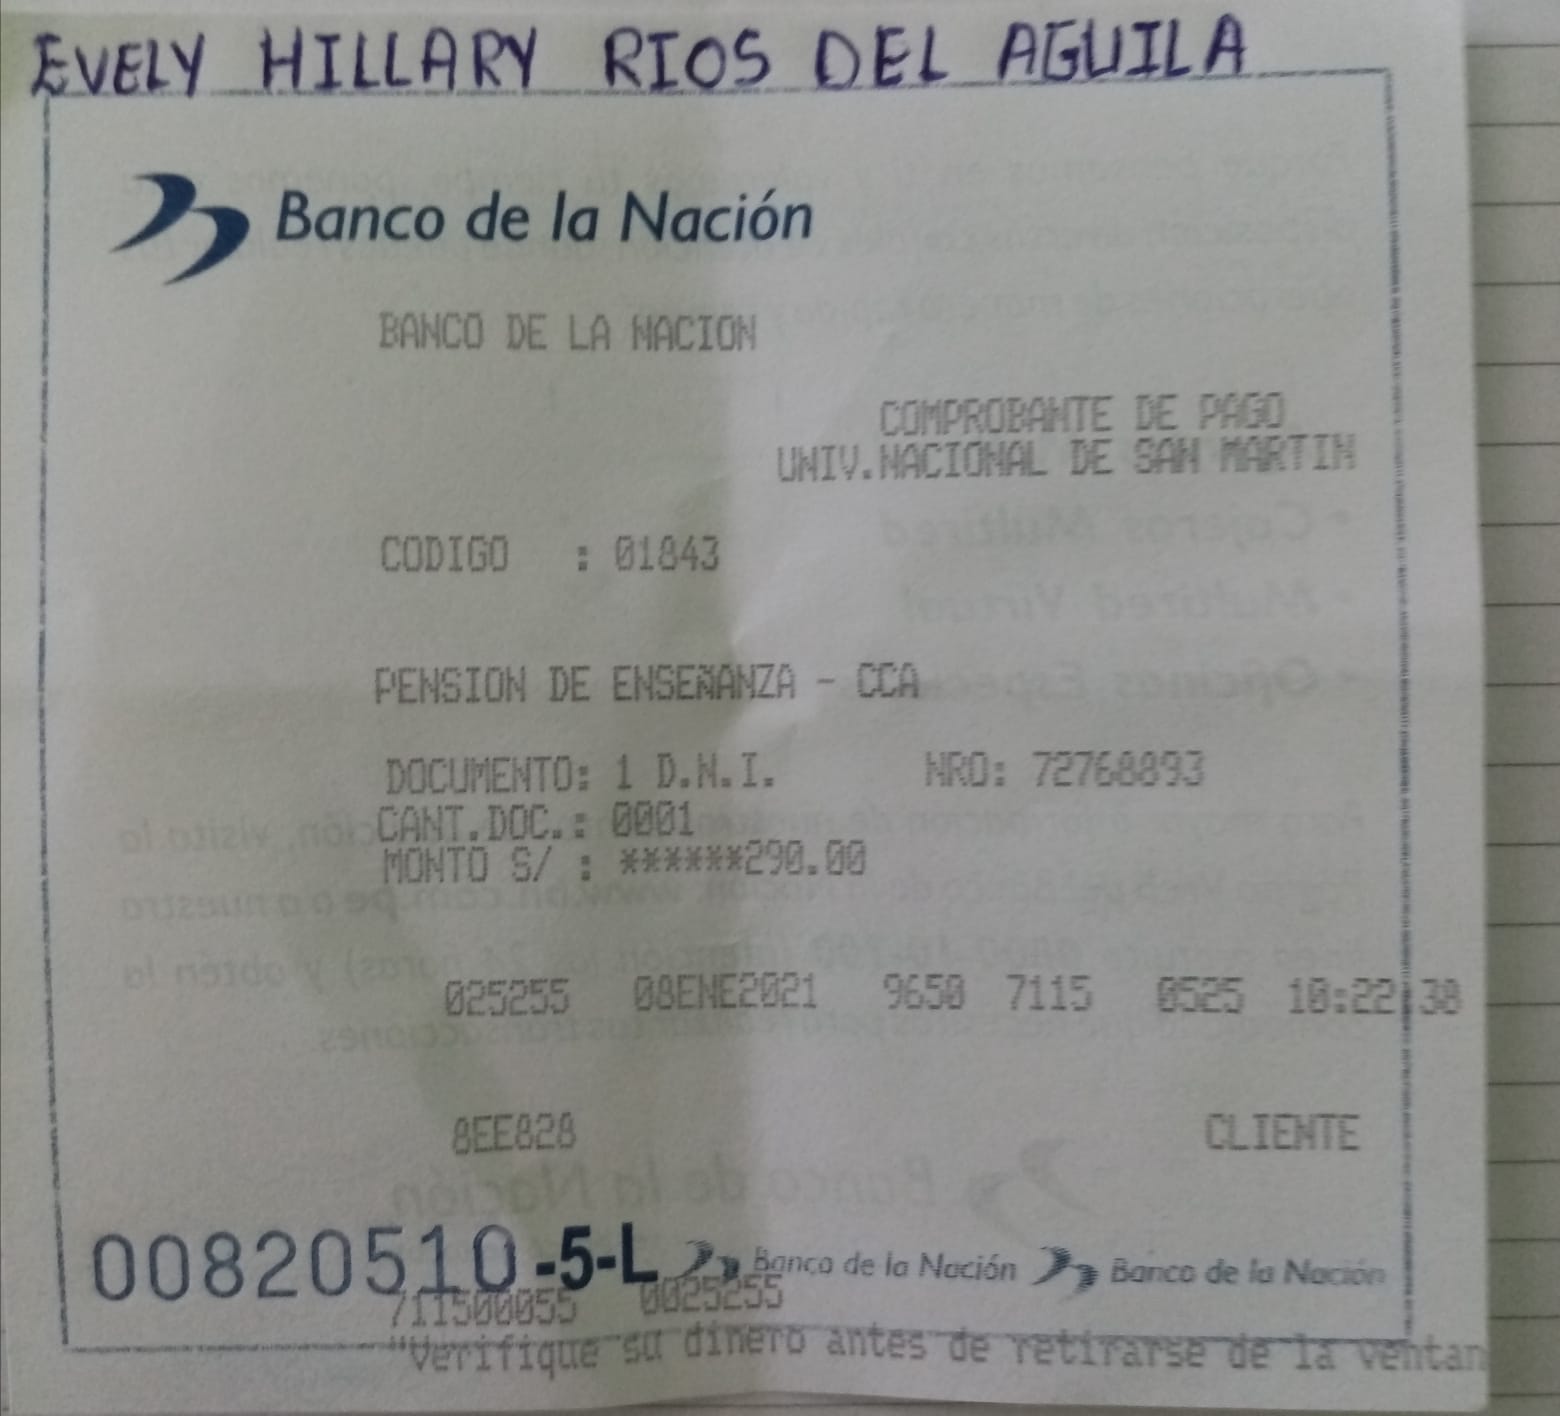 EVELY HILLARY RIOS DEL AGUILA
Banco de la Nación
BANCO DE LA NACION
COMPROBANTE DE PAGO
UNIV.NACIONAL DE SAN MARTIN
CODIGO : 01843
PENSION DE ENSEÑANZA - CCA
DOCUMENTO: 1 D.N.I. NRO: 72768893
CANT.DOC.: 0001
MONTO S/ : ******290.00
025255 08ENE2021 9650 7115 0525 10:22:38
8EE828 CLIENTE
00820510-5-L Banco de la Nación Banco de la Nación
711500055 0025255
"Verifique su dinero antes de retirarse de la ventan